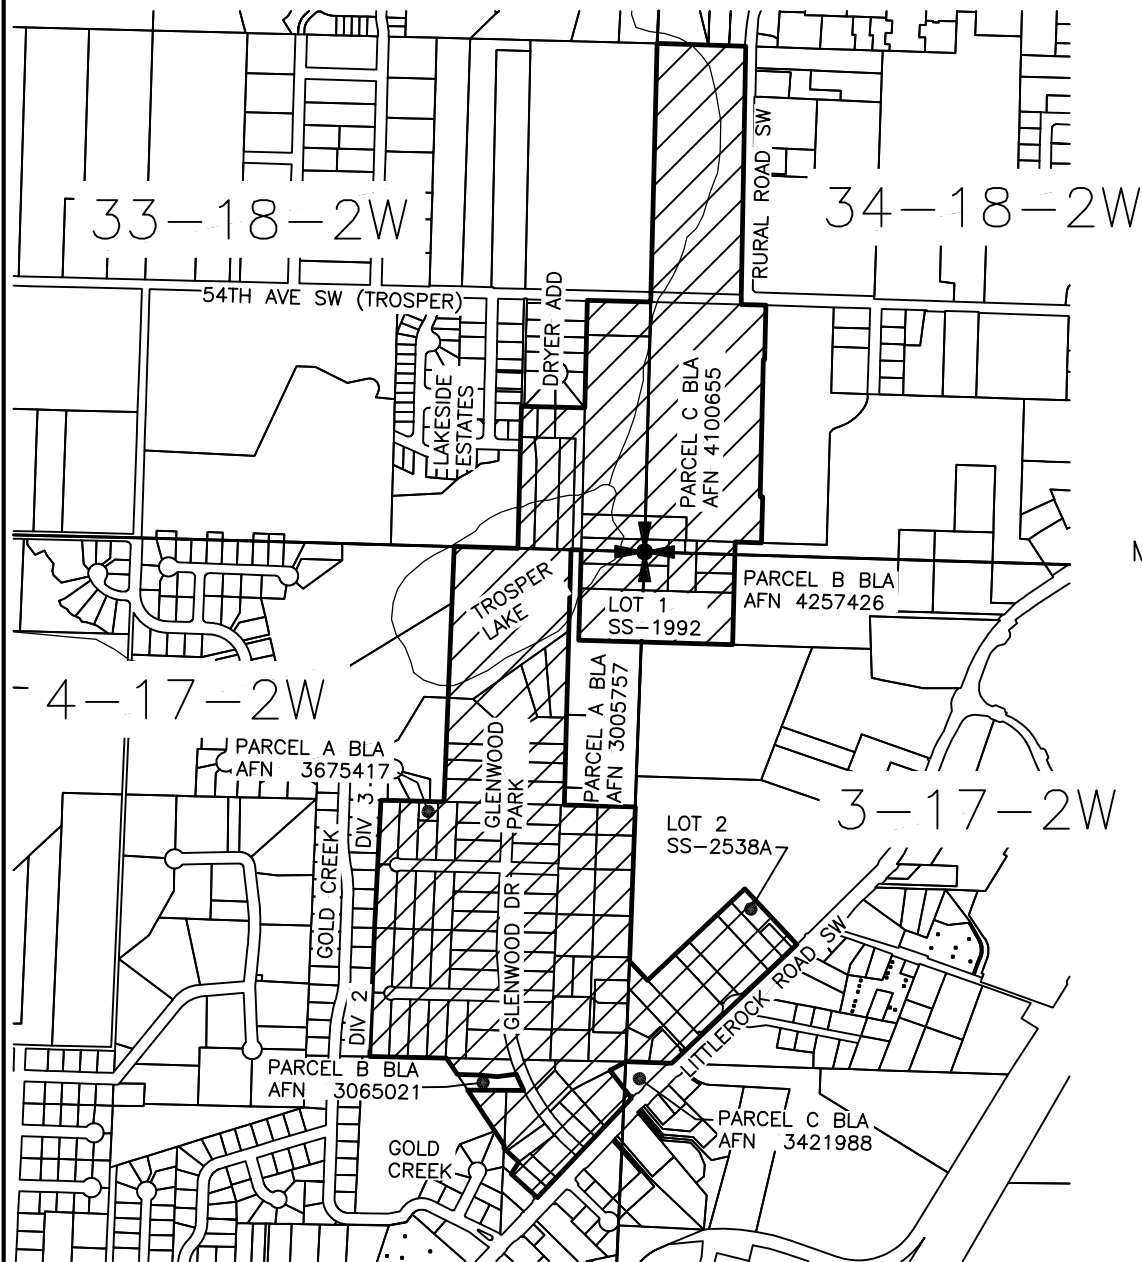 RURAL ROAD SW
33-18-2W
34-18-2W
54TH AVE SW (TROSPER)
DRYER ADD
LAKESIDE
ESTATES
PARCEL C BLA
AFN 4100655
M
TROSPER
LAKE
LOT 1
SS-1992
PARCEL B BLA
AFN 4257426
4-17-2W
PARCEL A BLA
AFN 3005757
PARCEL A BLA
AFN 3675417
GLENWOOD
PARK
3-17-2W
LOT 2
SS-2538A
GOLD CREEK
DIV 3
DIV 2
GLENWOOD DR
LITTLEROCK ROAD SW
PARCEL B BLA
AFN 3065021
PARCEL C BLA
AFN 3421988
GOLD
CREEK